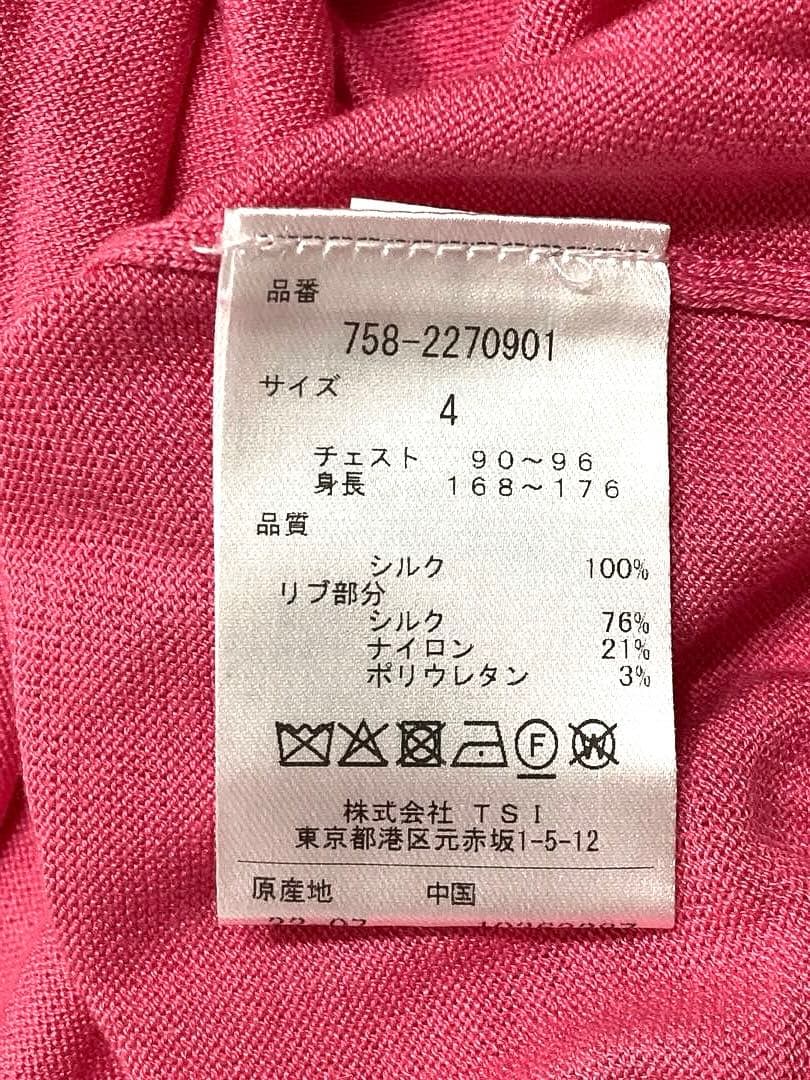 品番
758-2270901
サイズ
4
チェスト 90～96
身長 168～176
品質
シルク 100%
リブ部分
シルク 76%
ナイロン 21%
ポリウレタン 3%
F W
株式会社 TSI
東京都港区元赤坂1-5-12
原産地 中国